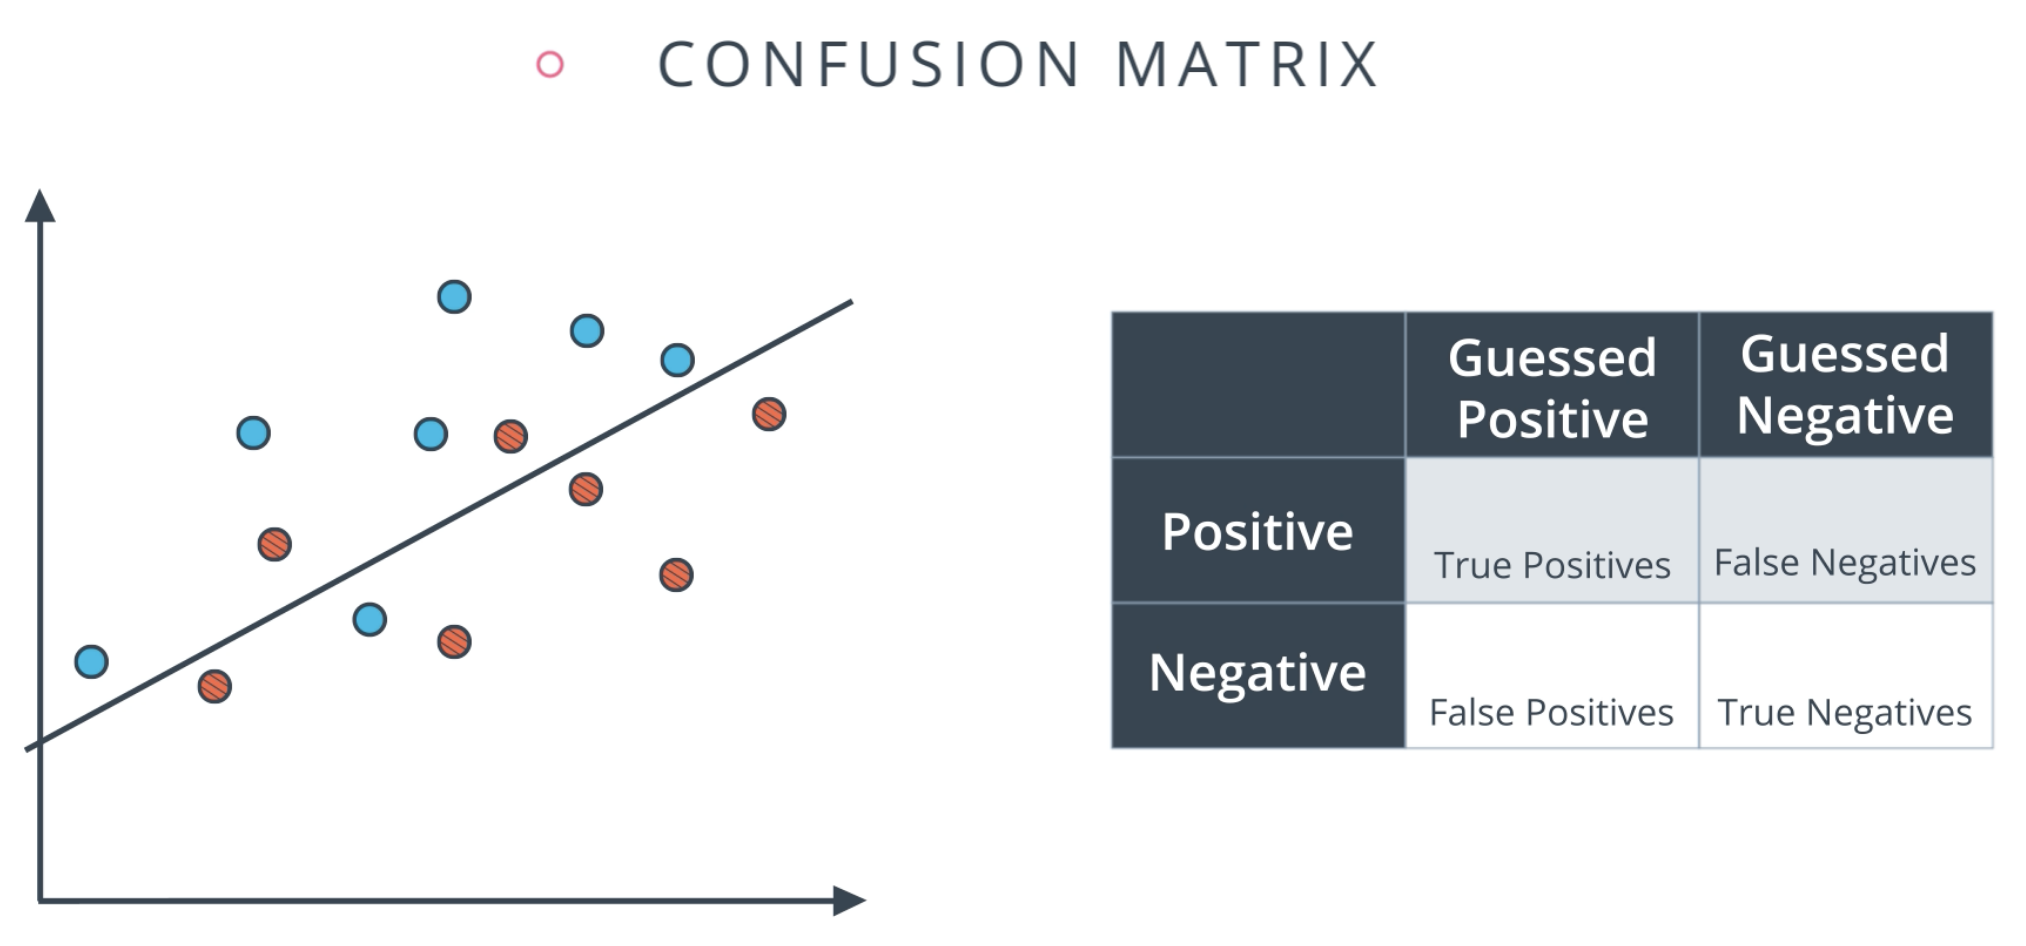 CONFUSION MATRIX
Guessed
Positive
Guessed
Negative
Positive
True Positives
False Negatives
Negative
False Positives
True Negatives